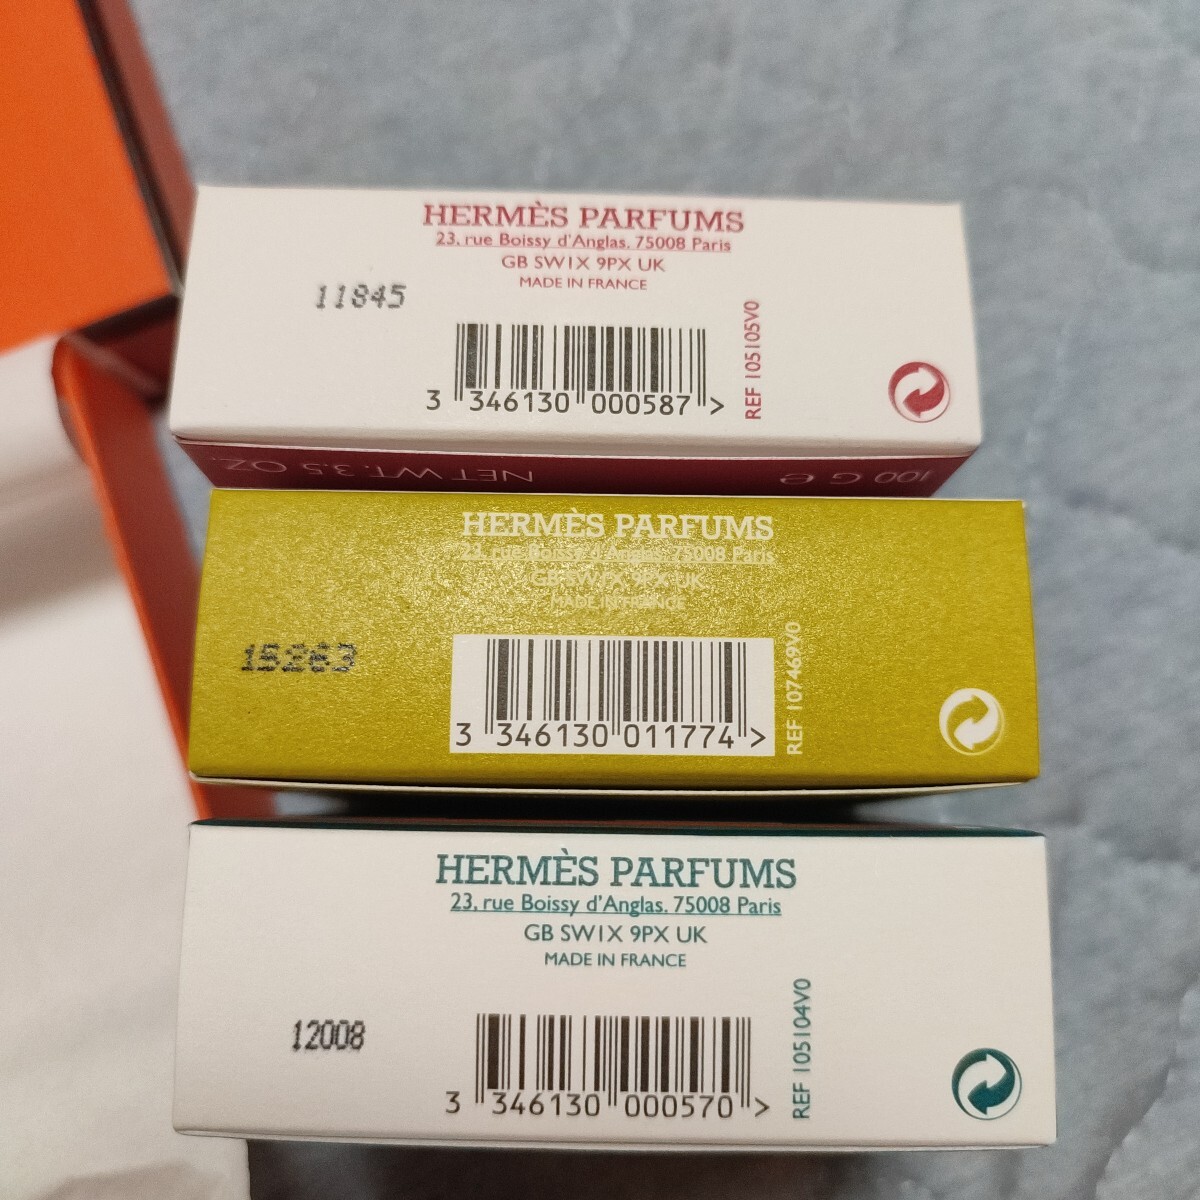 HERMÈS PARFUMS
23, rue Boissy d'Anglas. 75008 Paris
GB SW1X 9PX UK
MADE IN FRANCE
11845
3 346130 000587 >
REF 105105V0
100 G e
NET WT. 3.5 OZ.
HERMÈS PARFUMS
23, rue Boissy d'Anglas. 75008 Paris
GB SW1X 9PX UK
MADE IN FRANCE
15263
3 346130 011774 >
REF 107469V0
HERMÈS PARFUMS
23, rue Boissy d'Anglas. 75008 Paris
GB SW1X 9PX UK
MADE IN FRANCE
12008
3 346130 000570 >
REF 105104V0